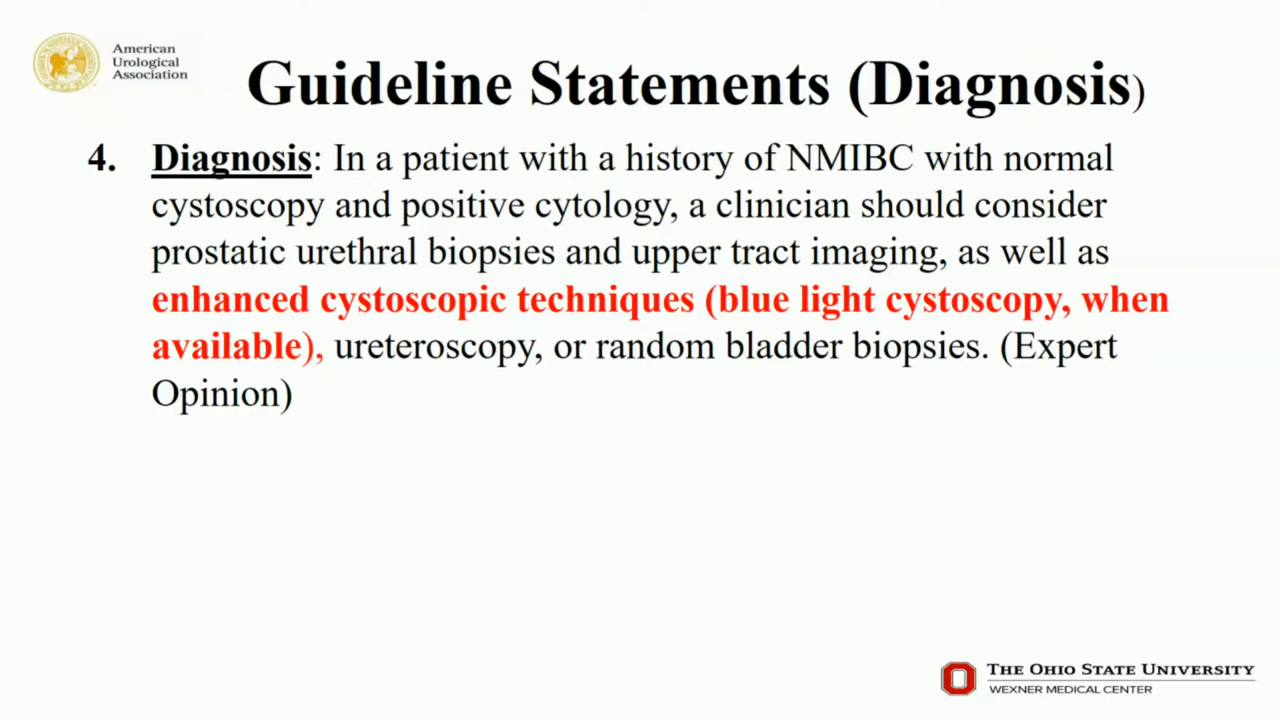 American
Urological
Association
Guideline Statements (Diagnosis)
4. Diagnosis: In a patient with a history of NMIBC with normal
cystoscopy and positive cytology, a clinician should consider
prostatic urethral biopsies and upper tract imaging, as well as
enhanced cystoscopic techniques (blue light cystoscopy, when
available), ureteroscopy, or random bladder biopsies. (Expert
Opinion)
THE OHIO STATE UNIVERSITY
WEXNER MEDICAL CENTER